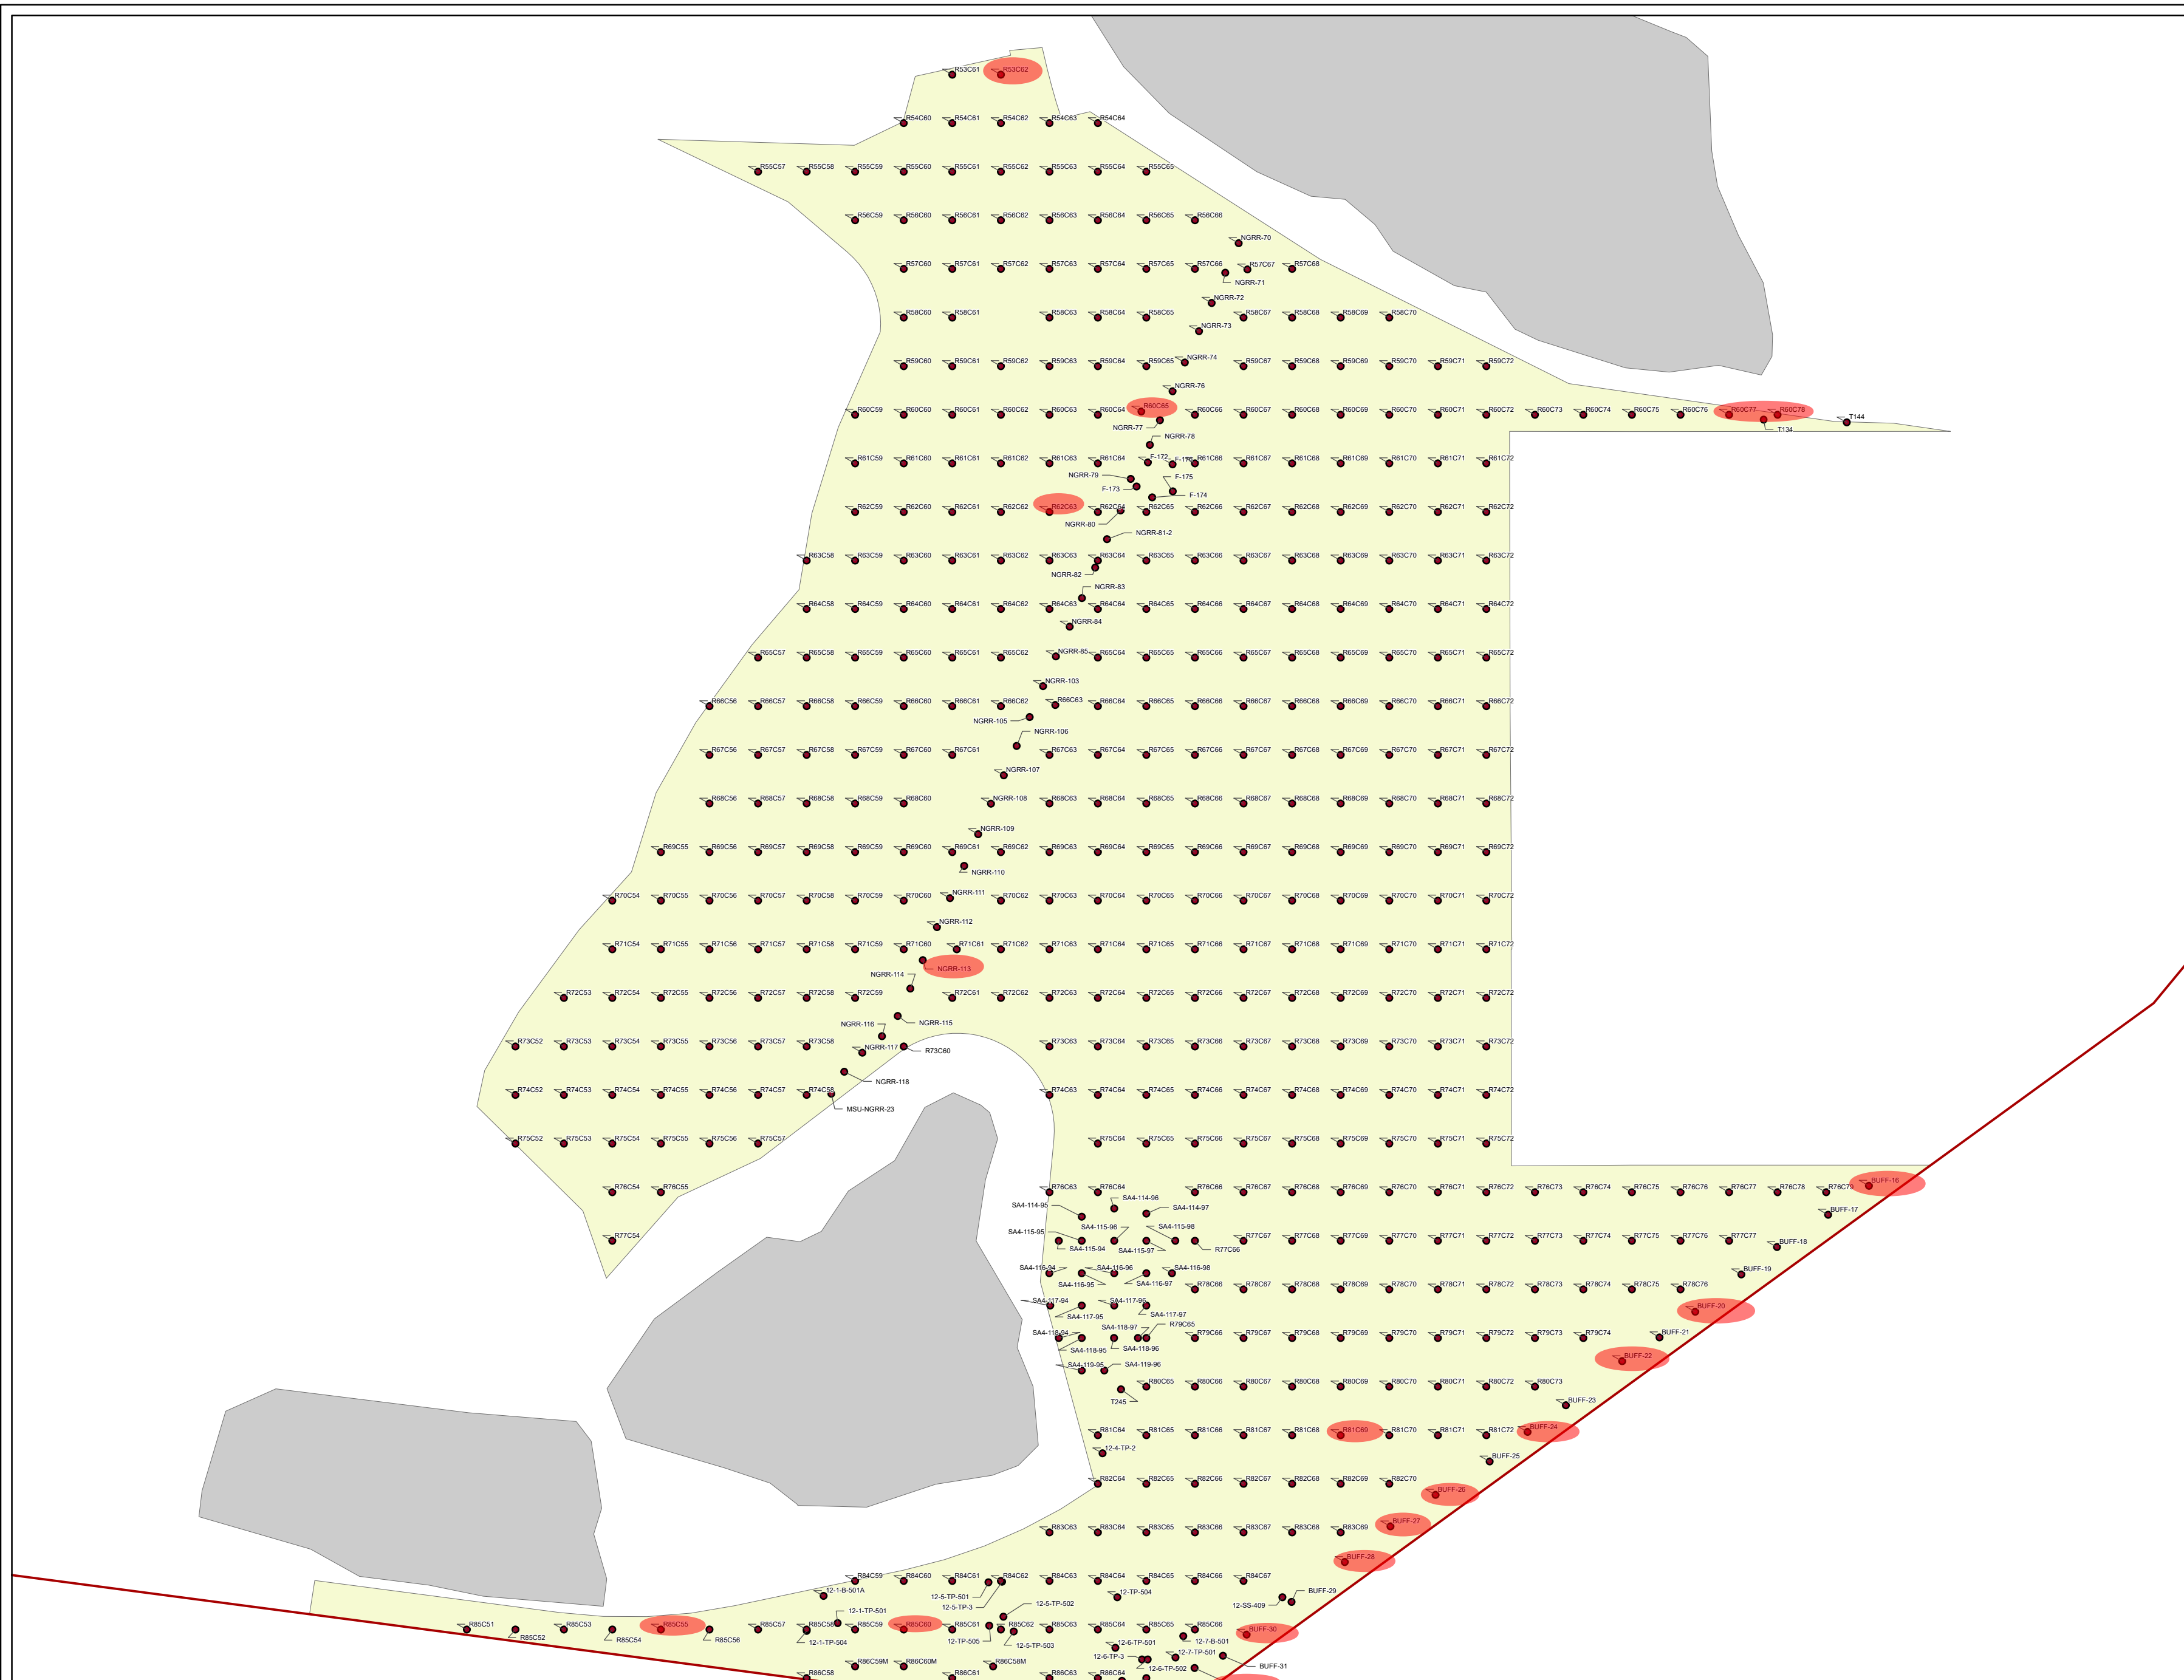 R53C61 R53C62
R54C60 R54C61 R54C62 R54C63 R54C64
R55C57 R55C58 R55C59 R55C60 R55C61 R55C62 R55C63 R55C64 R55C65
R56C59 R56C60 R56C61 R56C62 R56C63 R56C64 R56C65 R56C66
NGRR-70
R57C60 R57C61 R57C62 R57C63 R57C64 R57C65 R57C66 R57C67 R57C68
NGRR-71
NGRR-72
R58C60 R58C61 R58C63 R58C64 R58C65 R58C67 R58C68 R58C69 R58C70
NGRR-73
R59C60 R59C61 R59C62 R59C63 R59C64 R59C65 NGRR-74 R59C67 R59C68 R59C69 R59C70 R59C71 R59C72
NGRR-76
R60C59 R60C60 R60C61 R60C62 R60C63 R60C64 R60C65 R60C66 R60C67 R60C68 R60C69 R60C70 R60C71 R60C72 R60C73 R60C74 R60C75 R60C76 R60C77 R60C78 T144
NGRR-77 T134
NGRR-78
R61C59 R61C60 R61C61 R61C62 R61C63 R61C64 F-172 R61C66 R61C67 R61C68 R61C69 R61C70 R61C71 R61C72
NGRR-79 F-175
F-173 F-174
R62C59 R62C60 R62C61 R62C62 R62C63 R62C64 R62C65 R62C66 R62C67 R62C68 R62C69 R62C70 R62C71 R62C72
NGRR-80
NGRR-81-2
R63C58 R63C59 R63C60 R63C61 R63C62 R63C63 R63C64 R63C65 R63C66 R63C67 R63C68 R63C69 R63C70 R63C71 R63C72
NGRR-82
NGRR-83
R64C58 R64C59 R64C60 R64C61 R64C62 R64C63 R64C64 R64C65 R64C66 R64C67 R64C68 R64C69 R64C70 R64C71 R64C72
NGRR-84
R65C57 R65C58 R65C59 R65C60 R65C61 R65C62 NGRR-85 R65C64 R65C65 R65C66 R65C67 R65C68 R65C69 R65C70 R65C71 R65C72
NGRR-103
R66C56 R66C57 R66C58 R66C59 R66C60 R66C61 R66C62 R66C63 R66C64 R66C65 R66C66 R66C67 R66C68 R66C69 R66C70 R66C71 R66C72
NGRR-105
NGRR-106
R67C56 R67C57 R67C58 R67C59 R67C60 R67C61 R67C63 R67C64 R67C65 R67C66 R67C67 R67C68 R67C69 R67C70 R67C71 R67C72
NGRR-107
R68C56 R68C57 R68C58 R68C59 R68C60 NGRR-108 R68C63 R68C64 R68C65 R68C66 R68C67 R68C68 R68C69 R68C70 R68C71 R68C72
NGRR-109
R69C55 R69C56 R69C57 R69C58 R69C59 R69C60 R69C61 R69C62 R69C63 R69C64 R69C65 R69C66 R69C67 R69C68 R69C69 R69C70 R69C71 R69C72
NGRR-110
R70C54 R70C55 R70C56 R70C57 R70C58 R70C59 R70C60 NGRR-111 R70C62 R70C63 R70C64 R70C65 R70C66 R70C67 R70C68 R70C69 R70C70 R70C71 R70C72
NGRR-112
R71C54 R71C55 R71C56 R71C57 R71C58 R71C59 R71C60 R71C61 R71C62 R71C63 R71C64 R71C65 R71C66 R71C67 R71C68 R71C69 R71C70 R71C71 R71C72
NGRR-113
NGRR-114
R72C53 R72C54 R72C55 R72C56 R72C57 R72C58 R72C59 R72C61 R72C62 R72C63 R72C64 R72C65 R72C66 R72C67 R72C68 R72C69 R72C70 R72C71 R72C72
NGRR-116 NGRR-115
R73C52 R73C53 R73C54 R73C55 R73C56 R73C57 R73C58 NGRR-117 R73C60 R73C63 R73C64 R73C65 R73C66 R73C67 R73C68 R73C69 R73C70 R73C71 R73C72
NGRR-118
R74C52 R74C53 R74C54 R74C55 R74C56 R74C57 R74C58 R74C63 R74C64 R74C65 R74C66 R74C67 R74C68 R74C69 R74C70 R74C71 R74C72
MSU-NGRR-23
R75C52 R75C53 R75C54 R75C55 R75C56 R75C57 R75C64 R75C65 R75C66 R75C67 R75C68 R75C69 R75C70 R75C71 R75C72
R76C54 R76C55 R76C63 R76C64 R76C66 R76C67 R76C68 R76C69 R76C70 R76C71 R76C72 R76C73 R76C74 R76C75 R76C76 R76C77 R76C78 R76C79 BUFF-16
SA4-114-96
SA4-114-95 SA4-114-97 BUFF-17
SA4-115-95 SA4-115-96 SA4-115-98
R77C54 SA4-115-94 SA4-115-97 R77C66 R77C67 R77C68 R77C69 R77C70 R77C71 R77C72 R77C73 R77C74 R77C75 R77C76 R77C77 BUFF-18
SA4-116-94 SA4-116-96 SA4-116-98 BUFF-19
SA4-116-95 SA4-116-97 R78C66 R78C67 R78C68 R78C69 R78C70 R78C71 R78C72 R78C73 R78C74 R78C75 R78C76
SA4-117-94 SA4-117-96 BUFF-20
SA4-117-95 SA4-117-97
SA4-118-97 R79C65
SA4-118-94 R79C66 R79C67 R79C68 R79C69 R79C70 R79C71 R79C72 R79C73 R79C74 BUFF-21
SA4-118-95 SA4-118-96 BUFF-22
SA4-119-95 SA4-119-96
R80C65 R80C66 R80C67 R80C68 R80C69 R80C70 R80C71 R80C72 R80C73
T245 BUFF-23
R81C64 R81C65 R81C66 R81C67 R81C68 R81C69 R81C70 R81C71 R81C72 BUFF-24
12-4-TP-2 BUFF-25
R82C64 R82C65 R82C66 R82C67 R82C68 R82C69 R82C70
BUFF-26
R83C63 R83C64 R83C65 R83C66 R83C67 R83C68 R83C69 BUFF-27
BUFF-28
R84C59 R84C60 R84C61 R84C62 R84C63 R84C64 R84C65 R84C66 R84C67
12-1-B-501A 12-5-TP-501 12-TP-504 BUFF-29
12-5-TP-3 12-5-TP-502 12-SS-409
12-1-TP-501
R85C51 R85C53 R85C55 R85C57 R85C58 R85C59 R85C60 R85C61 R85C62 R85C63 R85C64 R85C65 R85C66 BUFF-30
R85C52 R85C54 R85C56 12-1-TP-504 12-TP-505 12-5-TP-503 12-6-TP-501 12-7-B-501
12-6-TP-3 12-7-TP-501
R86C59M R86C60M R86C58M 12-6-TP-502 BUFF-31
R86C58 R86C61 R86C63 R86C64